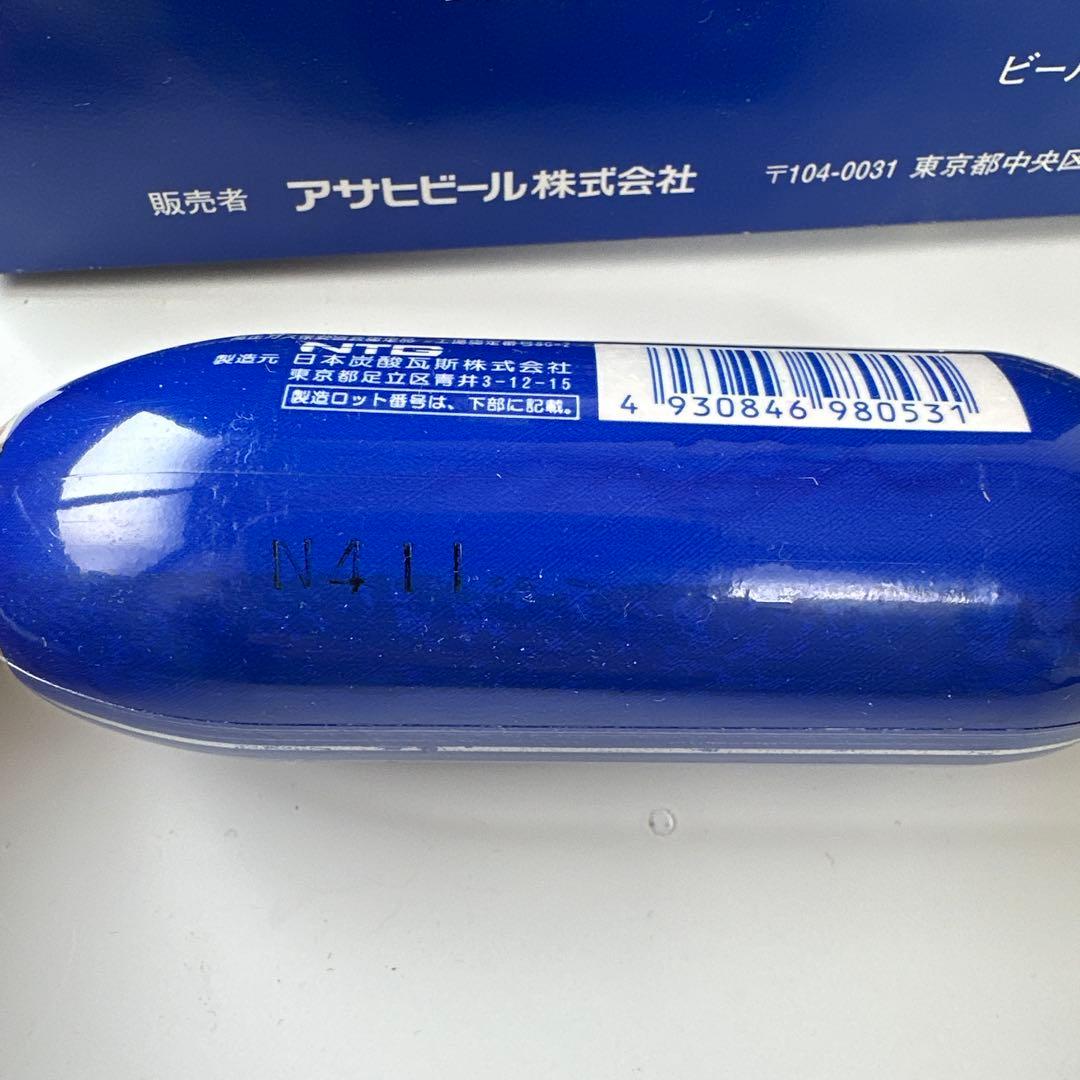 ビール
販売者 アサヒビール株式会社 〒104-0031 東京都中央区
NTG
製造元 日本炭酸瓦斯株式会社
東京都足立区青井3-12-15
製造ロット番号は、下部に記載。
4 930846 980531
N411